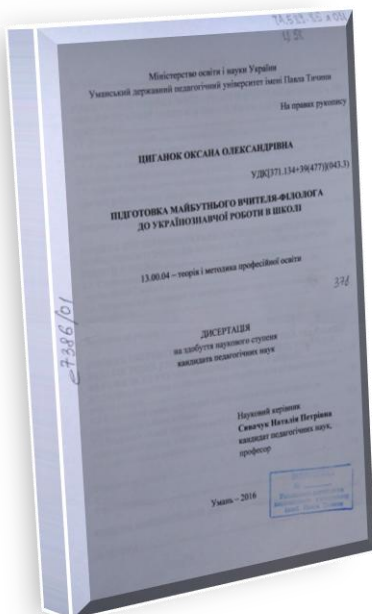 Міністерство освіти і науки України
Уманський державний педагогічний університет імені Павла Тичини
На правах рукопису
ЦИГАНОК ОКСАНА ОЛЕКСАНДРІВНА
УДК[371.134+39(477)](043.3)
ПІДГОТОВКА МАЙБУТНЬОГО ВЧИТЕЛЯ-ФІЛОЛОГА
ДО УКРАЇНОЗНАВЧОЇ РОБОТИ В ШКОЛІ
13.00.04 – теорія і методика професійної освіти
378
ДИСЕРТАЦІЯ
на здобуття наукового ступеня
кандидата педагогічних наук
Науковий керівник
Сивачук Наталія Петрівна
кандидат педагогічних наук,
професор
Умань – 2016
е7386/01